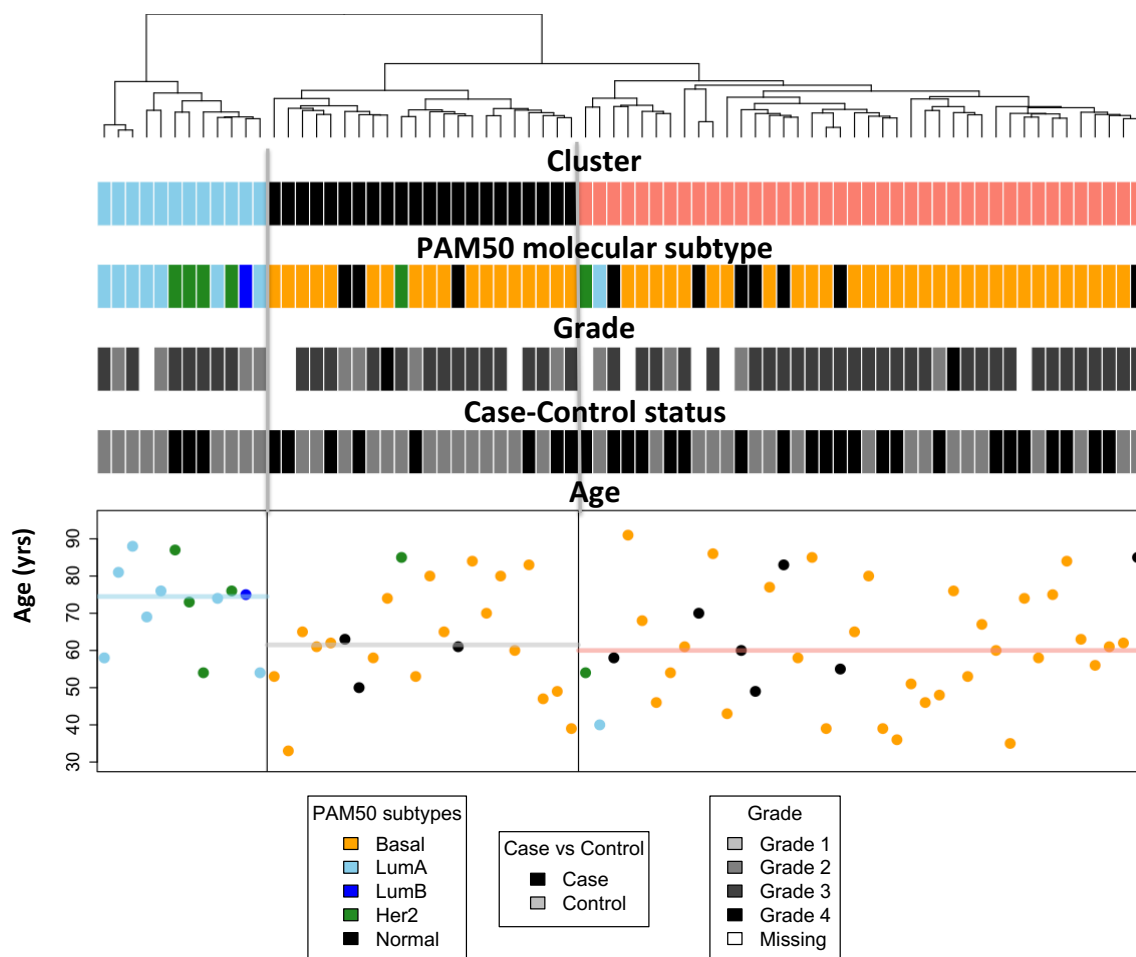 Cluster
PAM50 molecular subtype
Grade
Case-Control status
Age
Age (yrs)
90
80
70
60
50
40
30
PAM50 subtypes
Basal
LumA
LumB
Her2
Normal
Case vs Control
Case
Control
Grade
Grade 1
Grade 2
Grade 3
Grade 4
Missing